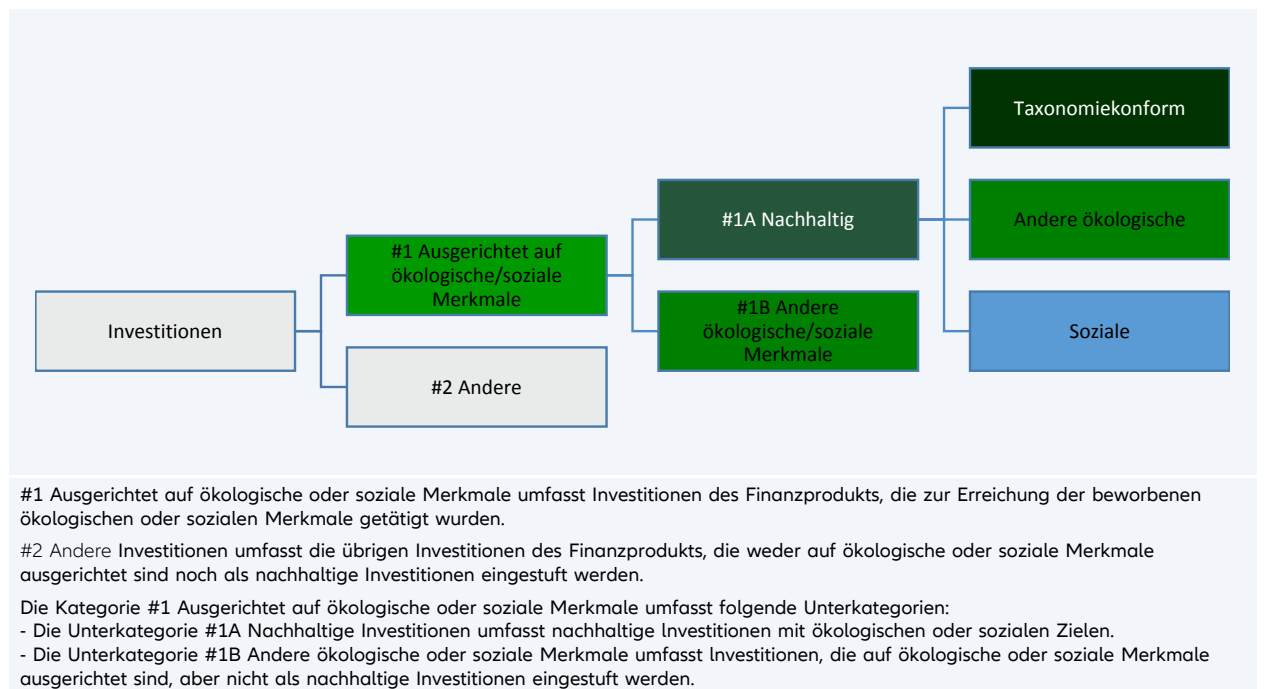 Taxonomiekonform
#1A Nachhaltig
Andere ökologische
#1 Ausgerichtet auf
ökologische/soziale
Merkmale
Investitionen
#1B Andere
ökologische/soziale
Merkmale
Soziale
#2 Andere
#1 Ausgerichtet auf ökologische oder soziale Merkmale umfasst Investitionen des Finanzprodukts, die zur Erreichung der beworbenen
ökologischen oder sozialen Merkmale getätigt wurden.
#2 Andere Investitionen umfasst die übrigen Investitionen des Finanzprodukts, die weder auf ökologische oder soziale Merkmale
ausgerichtet sind noch als nachhaltige Investitionen eingestuft werden.
Die Kategorie #1 Ausgerichtet auf ökologische oder soziale Merkmale umfasst folgende Unterkategorien:
- Die Unterkategorie #1A Nachhaltige Investitionen umfasst nachhaltige lnvestitionen mit ökologischen oder sozialen Zielen.
- Die Unterkategorie #1B Andere ökologische oder soziale Merkmale umfasst lnvestitionen, die auf ökologische oder soziale Merkmale
ausgerichtet sind, aber nicht als nachhaltige Investitionen eingestuft werden.